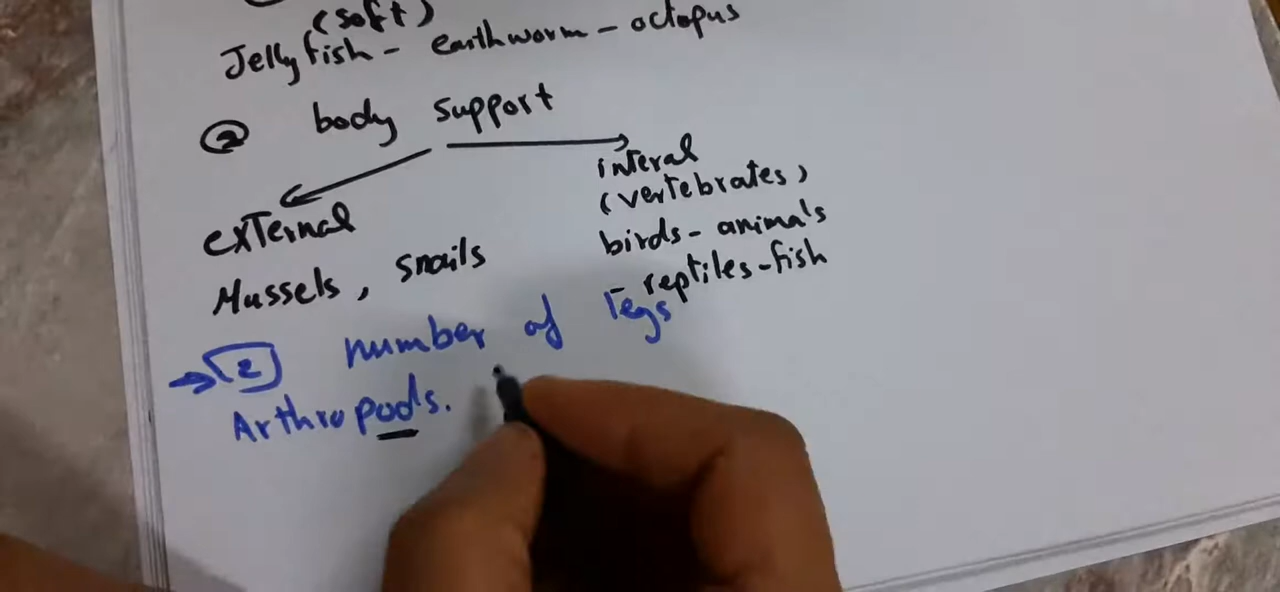 (soft)
Jelly fish - earthworm - octopus
② body support
interal
(vertebrates)
external
birds - animals
Mussels, snails
- reptiles - fish
→ 2 number of legs
Arthropods.